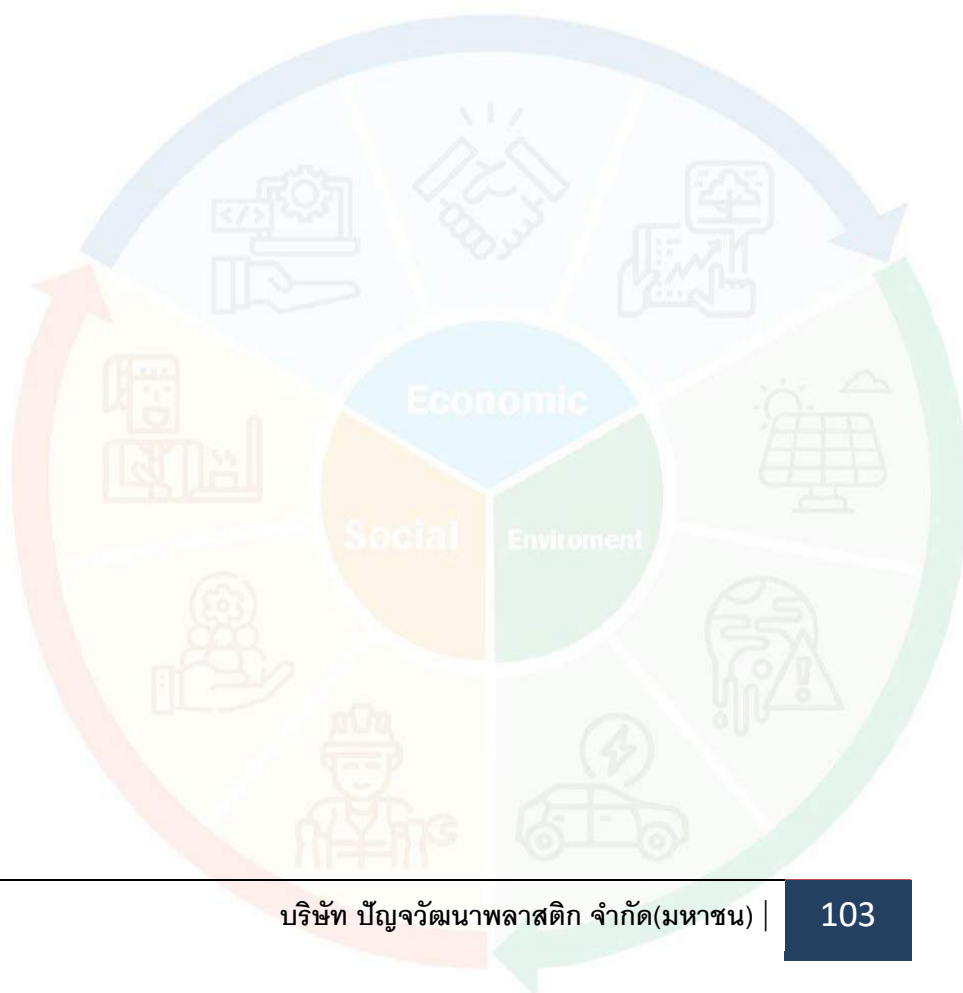 </>
Economic
Social
Enviroment
บริษัท ปัญจวัฒนาพลาสติก จำกัด(มหาชน) | 103